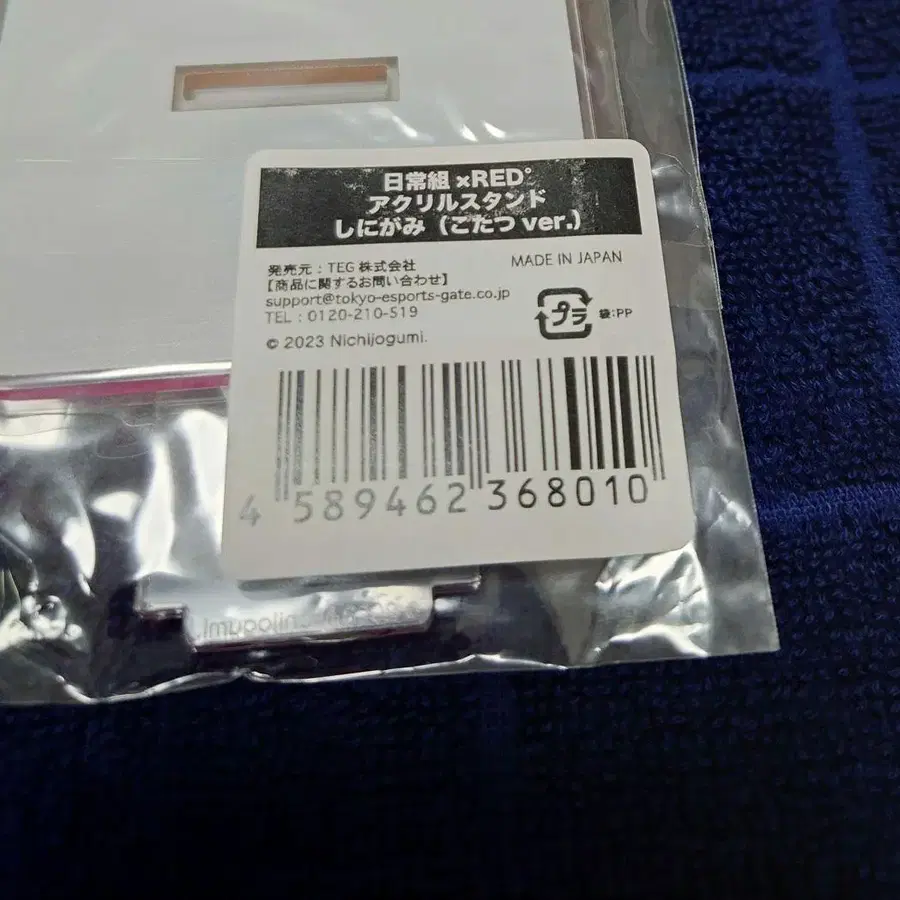 日常組×RED°
アクリルスタンド
しにがみ（こたつ ver.）
発売元：TEG 株式会社
MADE IN JAPAN
【商品に関するお問い合わせ】
support@tokyo-esports-gate.co.jp
TEL：0120-210-519
プラ
袋:PP
© 2023 Nichijogumi.
4 589462 368010